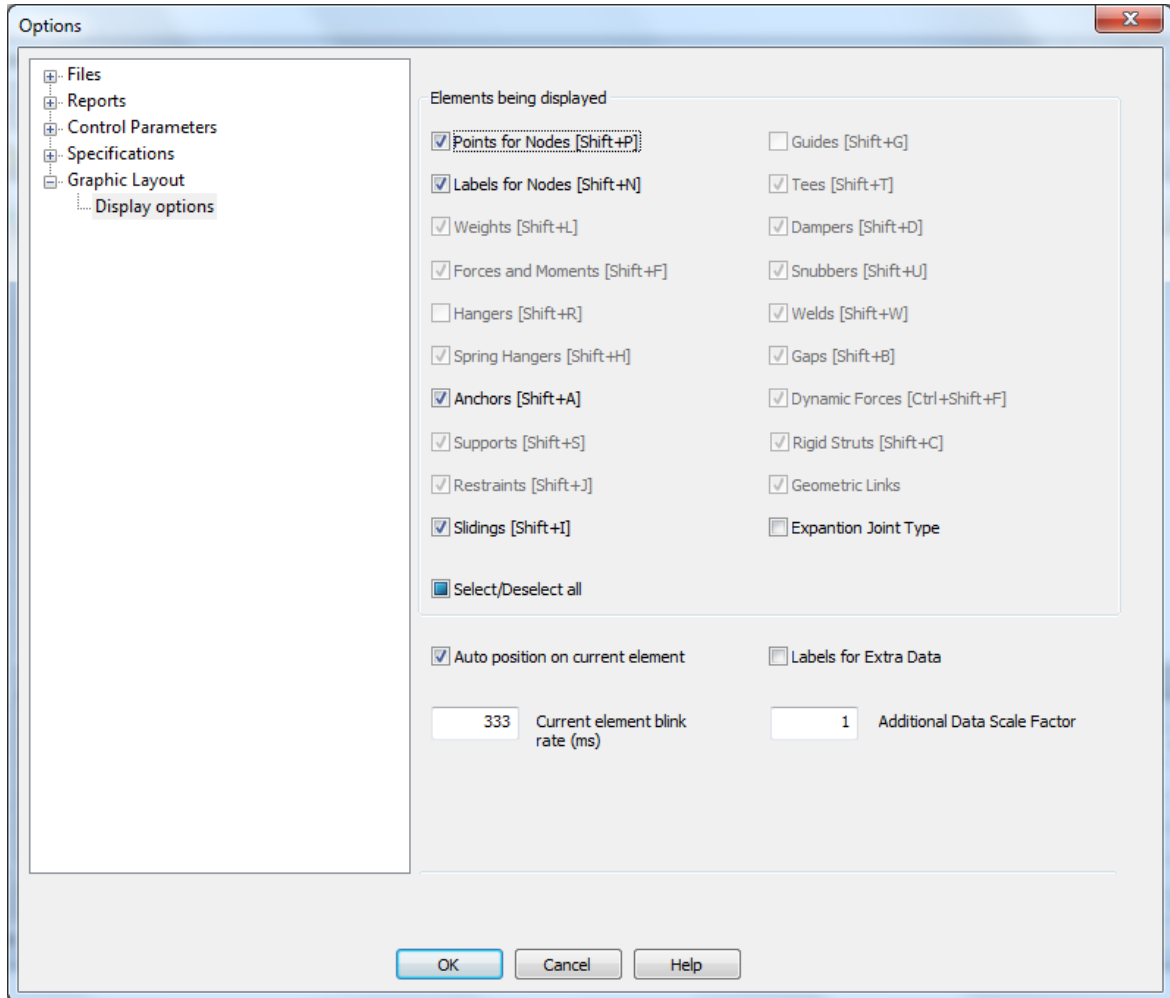 Options
Files
Reports
Control Parameters
Specifications
Graphic Layout
Display options
Elements being displayed
Points for Nodes [Shift+P]
Guides [Shift+G]
Labels for Nodes [Shift+N]
Tees [Shift+T]
Weights [Shift+L]
Dampers [Shift+D]
Forces and Moments [Shift+F]
Snubbers [Shift+U]
Hangers [Shift+R]
Welds [Shift+W]
Spring Hangers [Shift+H]
Gaps [Shift+B]
Anchors [Shift+A]
Dynamic Forces [Ctrl+Shift+F]
Supports [Shift+S]
Rigid Struts [Shift+C]
Restraints [Shift+J]
Geometric Links
Slidings [Shift+I]
Expantion Joint Type
Select/Deselect all
Auto position on current element
Labels for Extra Data
333 Current element blink
rate (ms)
1 Additional Data Scale Factor
OK
Cancel
Help